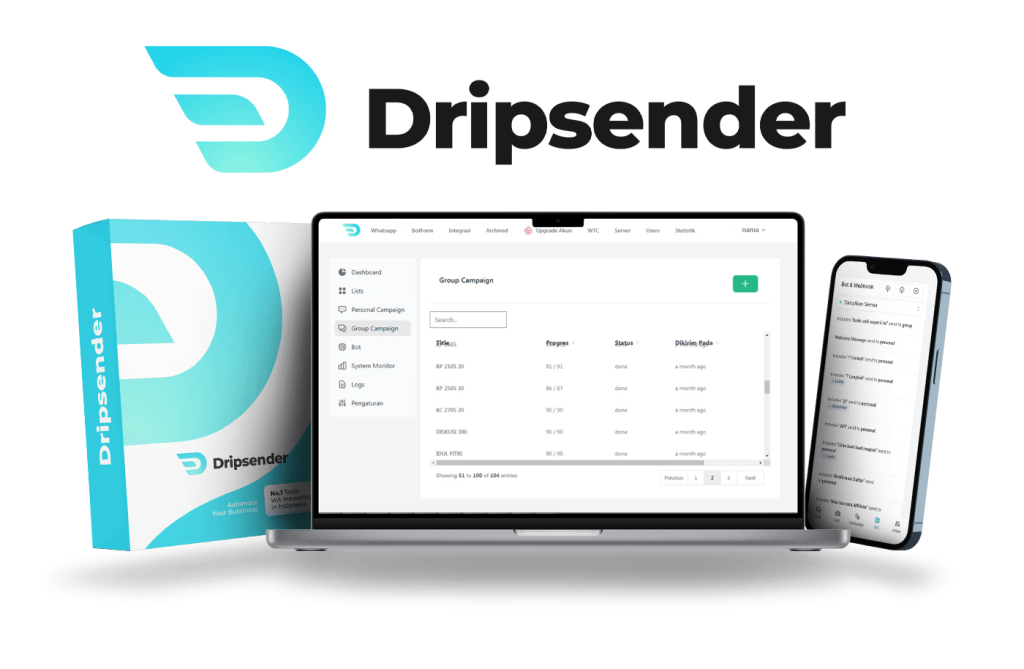 Dripsender
Dripsender
Dripsender
Automate
Your Bussiness
No.1 Tools
WA Marketing
in Indonesia
Whatsapp BotForm Integrasi Archived Upgrade Akun WTC Server Users Statistik nama
Dashboard
Lists
Personal Campaign
Group Campaign
Bot
System Monitor
Logs
Pengaturan
Group Campaign
+
Search...
Title Progres Status Dikirim Pada
KP 2105 20 91 / 91 done a month ago
KP 2505 20 86 / 87 done a month ago
KC 2705 20 90 / 90 done a month ago
DISKUSI 300 90 / 90 done a month ago
IDUL FITRI 90 / 90 done a month ago
Showing 51 to 100 of 104 entries
Previous 1 2 3 Next
Bot & Webhook
Tampilkan Semua
Welcome Message send to personal